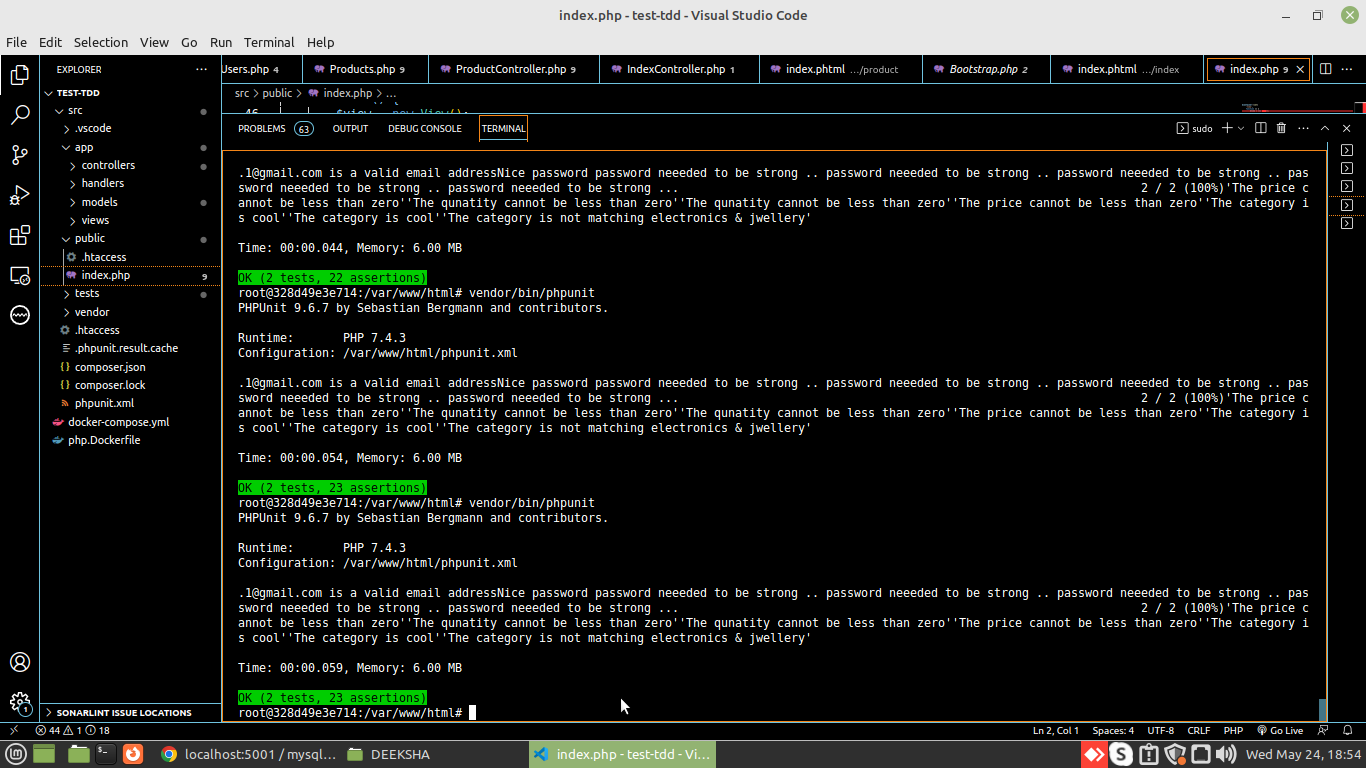 index.php - test-tdd - Visual Studio Code
File Edit Selection View Go Run Terminal Help
EXPLORER
Users.php 4 Products.php 9 ProductController.php 9 IndexController.php 1 index.phtml .../product Bootstrap.php 2 index.phtml .../index index.php 9
TEST-TDD
src > public > index.php > ...
src
.vscode
app
controllers
handlers
models
views
public
.htaccess
index.php 9
tests
vendor
.htaccess
.phpunit.result.cache
composer.json
composer.lock
phpunit.xml
docker-compose.yml
php.Dockerfile
SONARLINT ISSUE LOCATIONS
PROBLEMS 63 OUTPUT DEBUG CONSOLE TERMINAL sudo
.1@gmail.com is a valid email addressNice password password neeeded to be strong .. password neeeded to be strong .. password neeeded to be strong .. pas
sword neeeded to be strong .. password neeeded to be strong ... 2 / 2 (100%)'The price c
annot be less than zero''The qunatity cannot be less than zero''The qunatity cannot be less than zero''The price cannot be less than zero''The category i
s cool''The category is cool''The category is not matching electronics & jwellery'
Time: 00:00.044, Memory: 6.00 MB
OK (2 tests, 22 assertions)
root@328d49e3e714:/var/www/html# vendor/bin/phpunit
PHPUnit 9.6.7 by Sebastian Bergmann and contributors.
Runtime: PHP 7.4.3
Configuration: /var/www/html/phpunit.xml
.1@gmail.com is a valid email addressNice password password neeeded to be strong .. password neeeded to be strong .. password neeeded to be strong .. pas
sword neeeded to be strong .. password neeeded to be strong ... 2 / 2 (100%)'The price c
annot be less than zero''The qunatity cannot be less than zero''The qunatity cannot be less than zero''The price cannot be less than zero''The category i
s cool''The category is cool''The category is not matching electronics & jwellery'
Time: 00:00.054, Memory: 6.00 MB
OK (2 tests, 23 assertions)
root@328d49e3e714:/var/www/html# vendor/bin/phpunit
PHPUnit 9.6.7 by Sebastian Bergmann and contributors.
Runtime: PHP 7.4.3
Configuration: /var/www/html/phpunit.xml
.1@gmail.com is a valid email addressNice password password neeeded to be strong .. password neeeded to be strong .. password neeeded to be strong .. pas
sword neeeded to be strong .. password neeeded to be strong ... 2 / 2 (100%)'The price c
annot be less than zero''The qunatity cannot be less than zero''The qunatity cannot be less than zero''The price cannot be less than zero''The category i
s cool''The category is cool''The category is not matching electronics & jwellery'
Time: 00:00.059, Memory: 6.00 MB
OK (2 tests, 23 assertions)
root@328d49e3e714:/var/www/html#
44 1 18 Ln 2, Col 1 Spaces: 4 UTF-8 CRLF PHP Go Live
localhost:5001 / mysql... DEEKSHA index.php - test-tdd - Vi... Wed May 24, 18:54